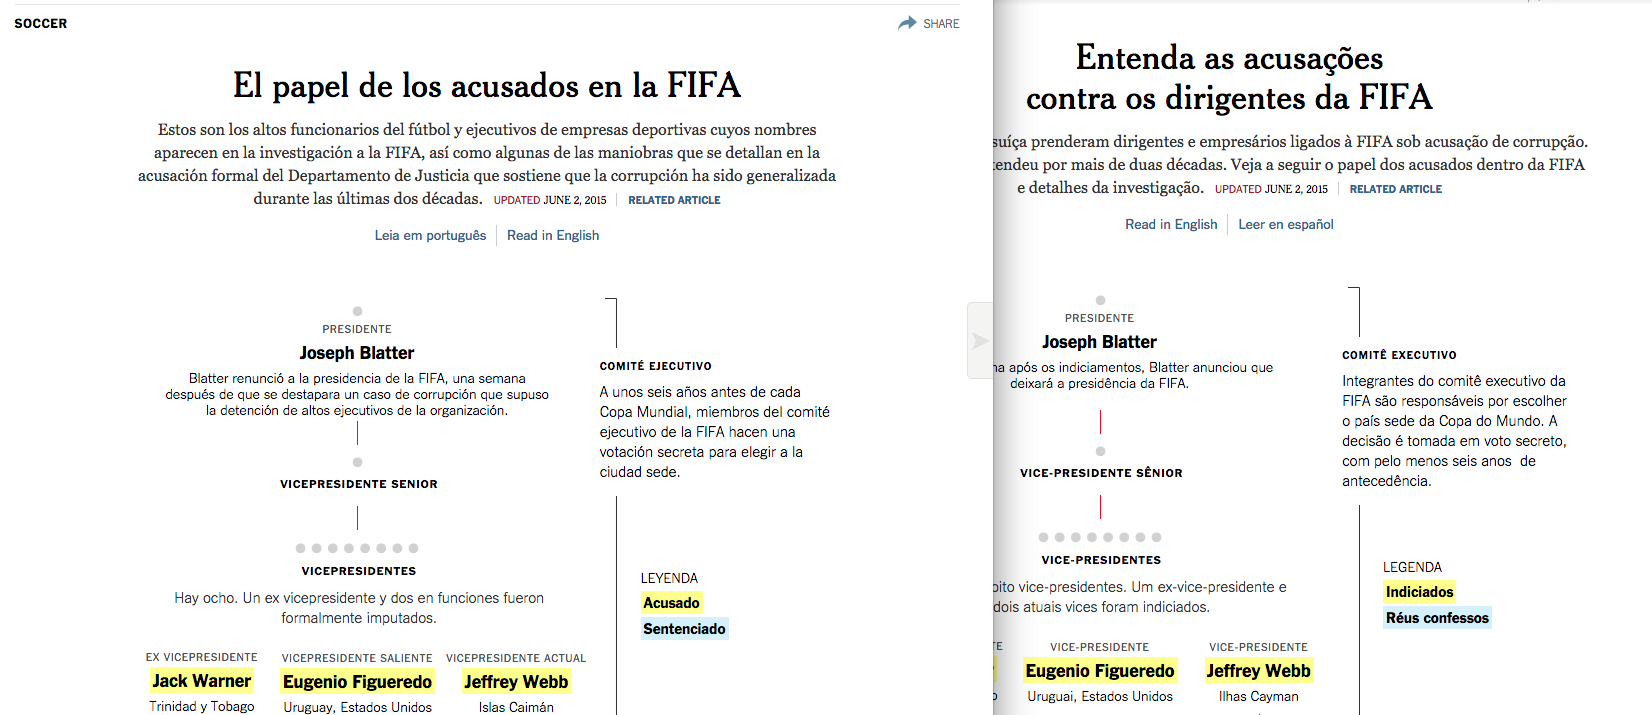 SOCCER
SHARE
El papel de los acusados en la FIFA
Estos son los altos funcionarios del fútbol y ejecutivos de empresas deportivas cuyos nombres
aparecen en la investigación a la FIFA, así como algunas de las maniobras que se detallan en la
acusación formal del Departamento de Justicia que sostiene que la corrupción ha sido generalizada
durante las últimas dos décadas. UPDATED JUNE 2, 2015 RELATED ARTICLE
Leia em português Read in English
PRESIDENTE
Joseph Blatter
Blatter renunció a la presidencia de la FIFA, una semana
después de que se destapara un caso de corrupción que supuso
la detención de altos ejecutivos de la organización.
VICEPRESIDENTE SENIOR
VICEPRESIDENTES
Hay ocho. Un ex vicepresidente y dos en funciones fueron
formalmente imputados.
EX VICEPRESIDENTE
Jack Warner
Trinidad y Tobago
VICEPRESIDENTE SALIENTE
Eugenio Figueredo
Uruguay, Estados Unidos
VICEPRESIDENTE ACTUAL
Jeffrey Webb
Islas Caimán
COMITÉ EJECUTIVO
A unos seis años antes de cada
Copa Mundial, miembros del comité
ejecutivo de la FIFA hacen una
votación secreta para elegir a la
ciudad sede.
LEYENDA
Acusado
Sentenciado
Entenda as acusações
contra os dirigentes da FIFA
suíça prenderam dirigentes e empresários ligados à FIFA sob acusação de corrupção.
por mais de duas décadas. Veja a seguir o papel dos acusados dentro da FIFA
e detalhes da investigação. UPDATED JUNE 2, 2015 RELATED ARTICLE
Read in English Leer en español
PRESIDENTE
Joseph Blatter
após os indiciamentos, Blatter anunciou que
deixará a presidência da FIFA.
VICE-PRESIDENTE SÊNIOR
VICE-PRESIDENTES
vice-presidentes. Um ex-vice-presidente e
dois atuais vices foram indiciados.
VICE-PRESIDENTE
Eugenio Figueredo
Uruguai, Estados Unidos
VICE-PRESIDENTE
Jeffrey Webb
Ilhas Cayman
COMITÊ EXECUTIVO
Integrantes do comitê executivo da
FIFA são responsáveis por escolher
o país sede da Copa do Mundo. A
decisão é tomada em voto secreto,
com pelo menos seis anos de
antecedência.
LEGENDA
Indiciados
Réus confessos